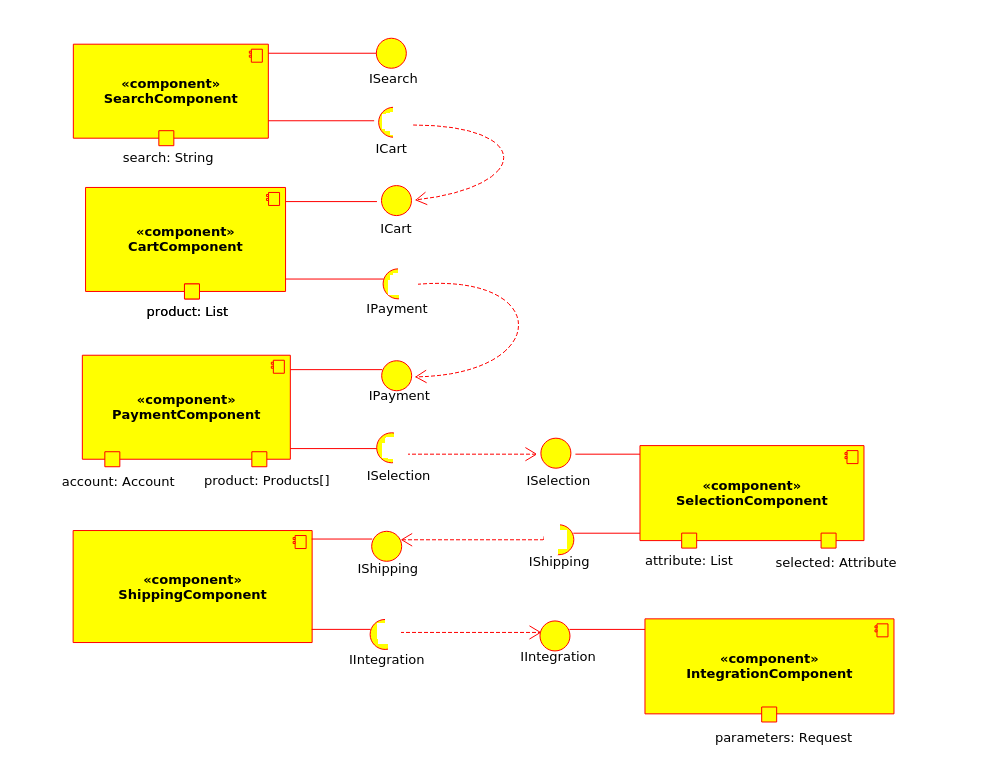 «component»
SearchComponent
search: String
ISearch
ICart
«component»
CartComponent
product: List
ICart
IPayment
«component»
PaymentComponent
account: Account
product: Products[]
IPayment
ISelection
ISelection
«component»
SelectionComponent
attribute: List
selected: Attribute
IShipping
IShipping
«component»
ShippingComponent
IIntegration
IIntegration
«component»
IntegrationComponent
parameters: Request